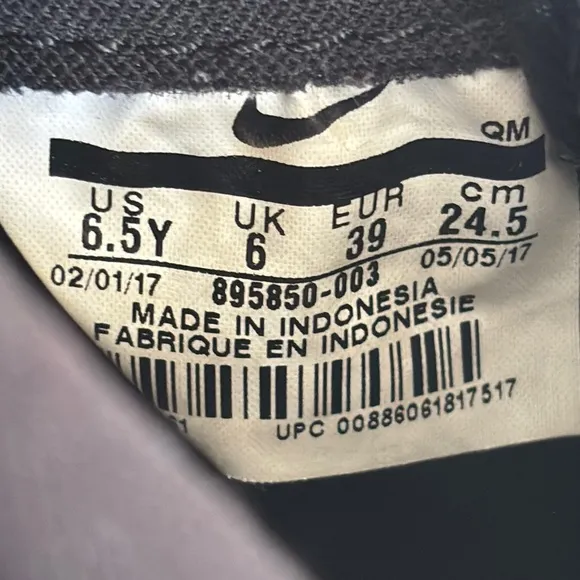 QM
US UK EUR cm
6.5Y 6 39 24.5
02/01/17 895850-003 05/05/17
MADE IN INDONESIA
FABRIQUE EN INDONESIE
UPC 00886061817517